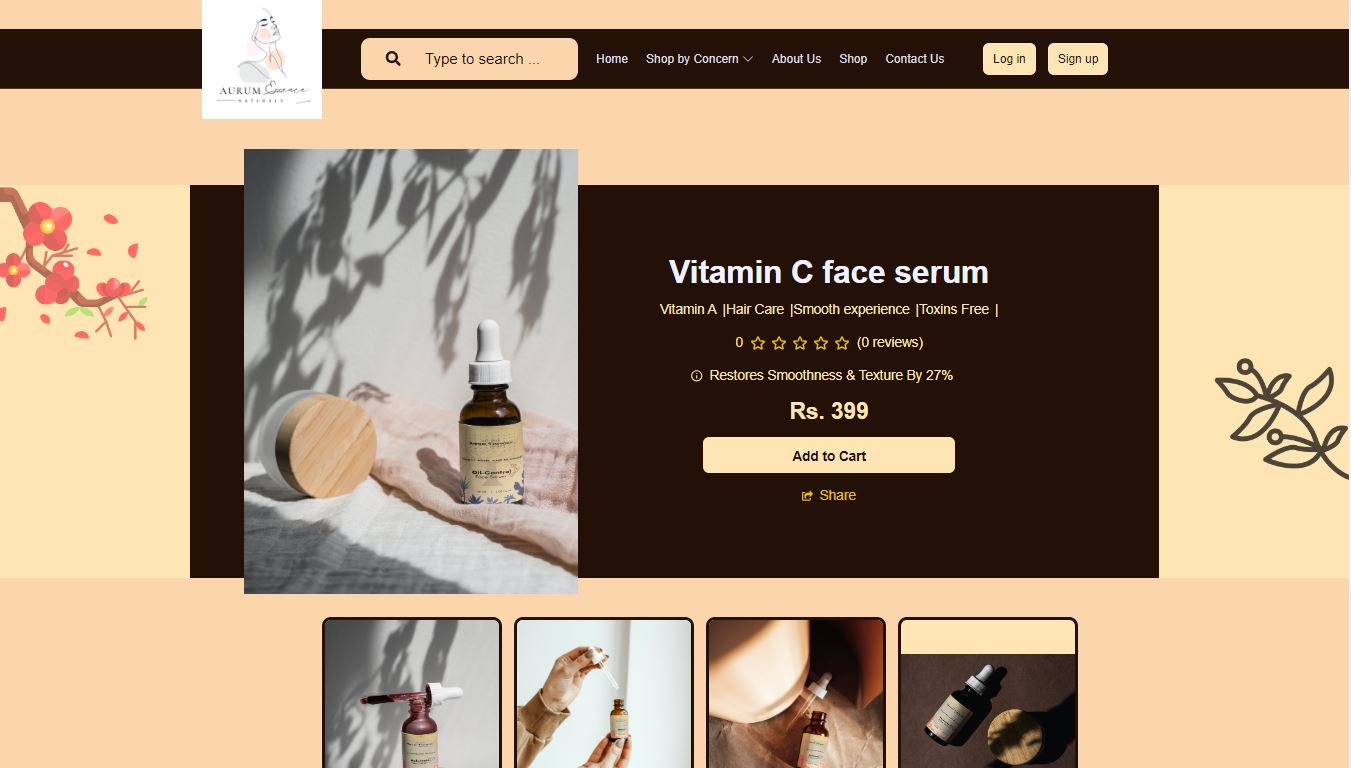 AURUM Essence
NATURALS
Type to search ...
Home
Shop by Concern
About Us
Shop
Contact Us
Log in
Sign up
Vitamin C face serum
Vitamin A |Hair Care |Smooth experience |Toxins Free |
0 (0 reviews)
Restores Smoothness & Texture By 27%
Rs. 399
Add to Cart
Share
Oil-Control
Face Serum